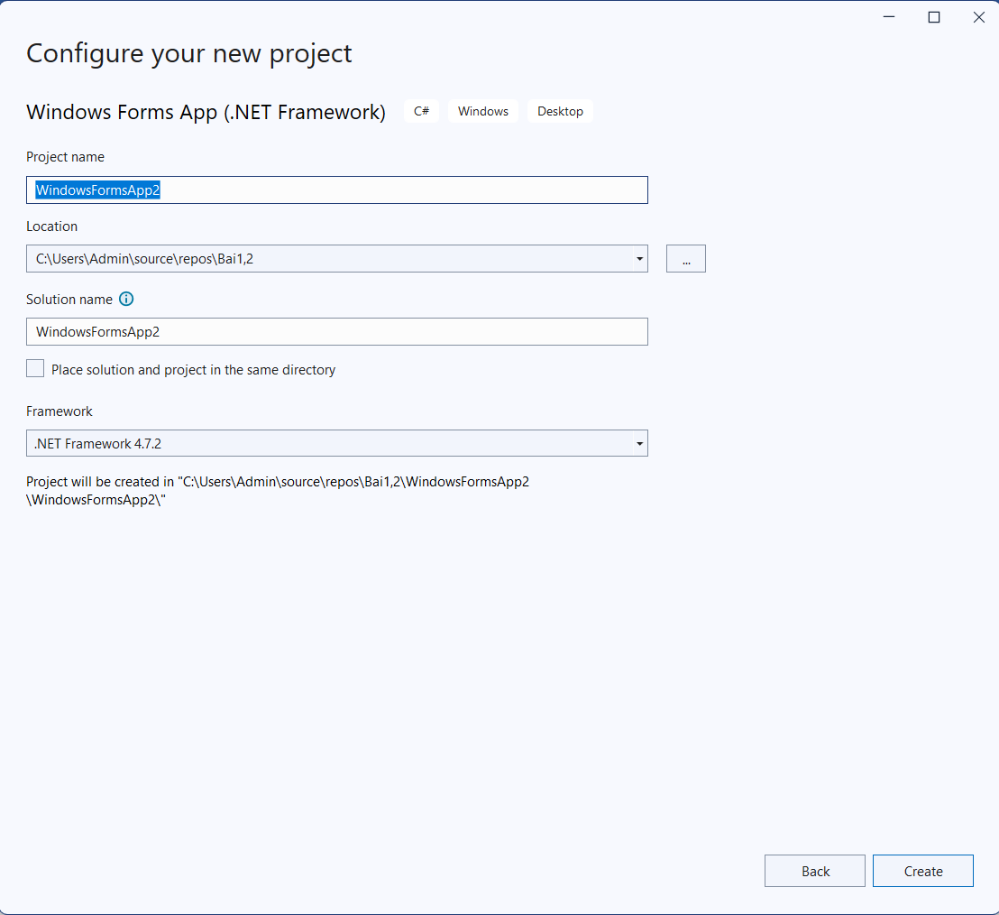 Configure your new project
Windows Forms App (.NET Framework) C# Windows Desktop
Project name
WindowsFormsApp2
Location
C:\Users\Admin\source\repos\Bai1,2
...
Solution name
WindowsFormsApp2
Place solution and project in the same directory
Framework
.NET Framework 4.7.2
Project will be created in "C:\Users\Admin\source\repos\Bai1,2\WindowsFormsApp2
\WindowsFormsApp2\"
Back Create